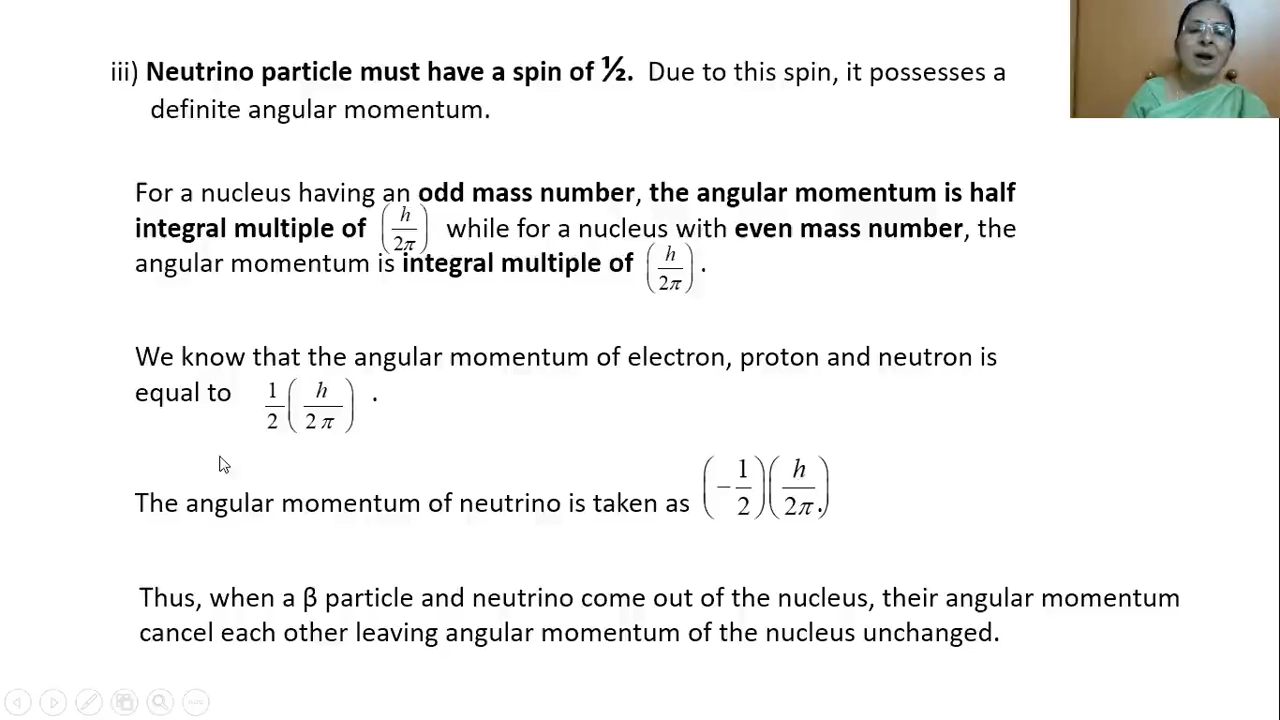 iii) Neutrino particle must have a spin of ½. Due to this spin, it possesses a
definite angular momentum.
For a nucleus having an odd mass number, the angular momentum is half
integral multiple of (h/2π) while for a nucleus with even mass number, the
angular momentum is integral multiple of (h/2π) .
We know that the angular momentum of electron, proton and neutron is
equal to 1/2 (h/2π) .
The angular momentum of neutrino is taken as (-1/2)(h/2π).
Thus, when a β particle and neutrino come out of the nucleus, their angular momentum
cancel each other leaving angular momentum of the nucleus unchanged.